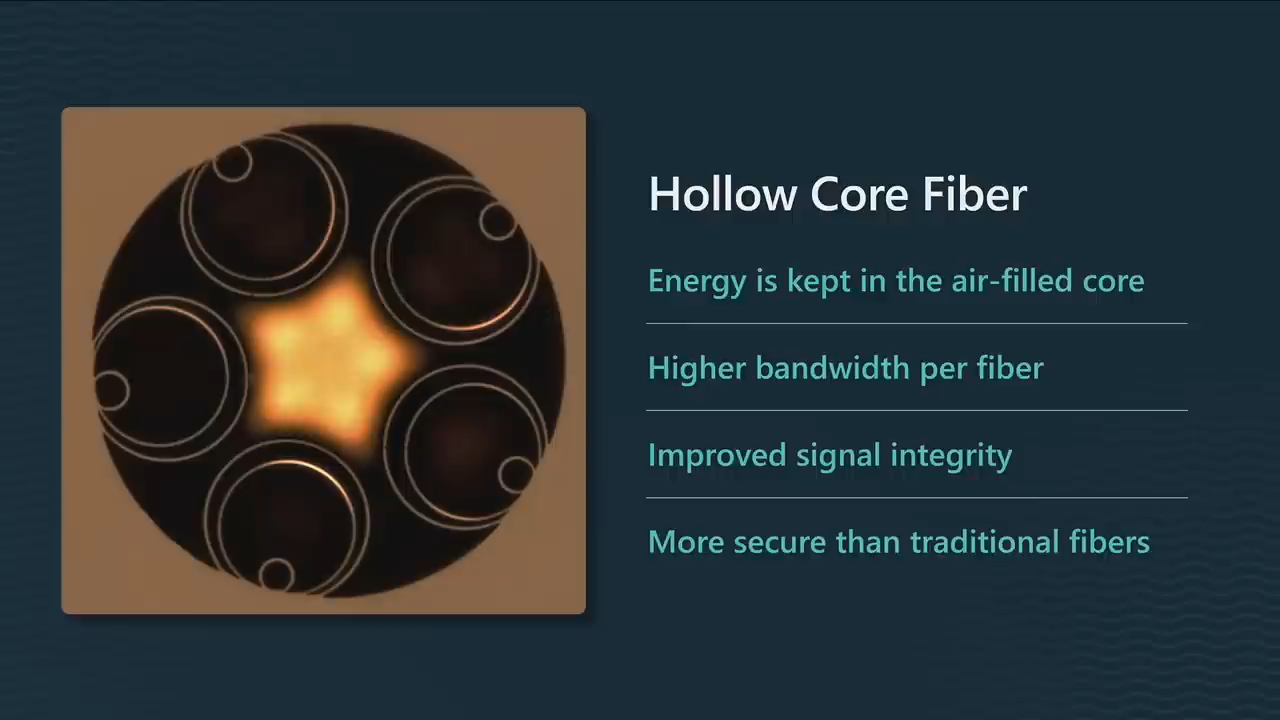 Hollow Core Fiber
Energy is kept in the air-filled core
Higher bandwidth per fiber
Improved signal integrity
More secure than traditional fibers